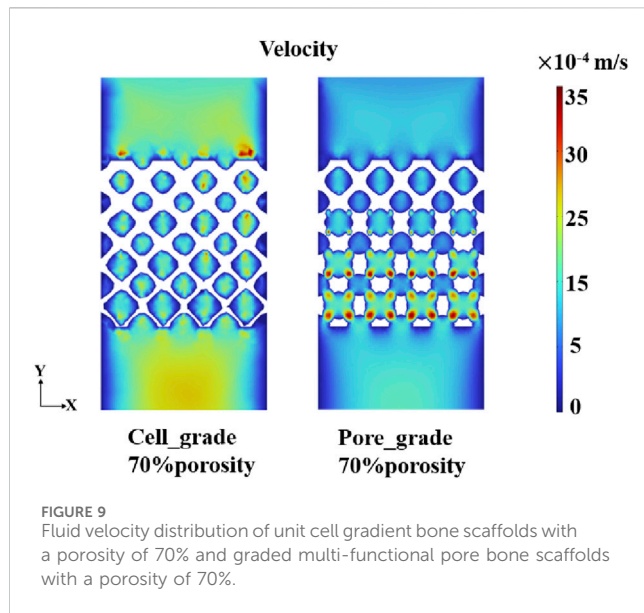 Velocity
×10⁻⁴ m/s
35
30
25
15
5
0
Y
X
Cell_grade
70%porosity
Pore_grade
70%porosity
FIGURE 9
Fluid velocity distribution of unit cell gradient bone scaffolds with
a porosity of 70% and graded multi-functional pore bone scaffolds
with a porosity of 70%.